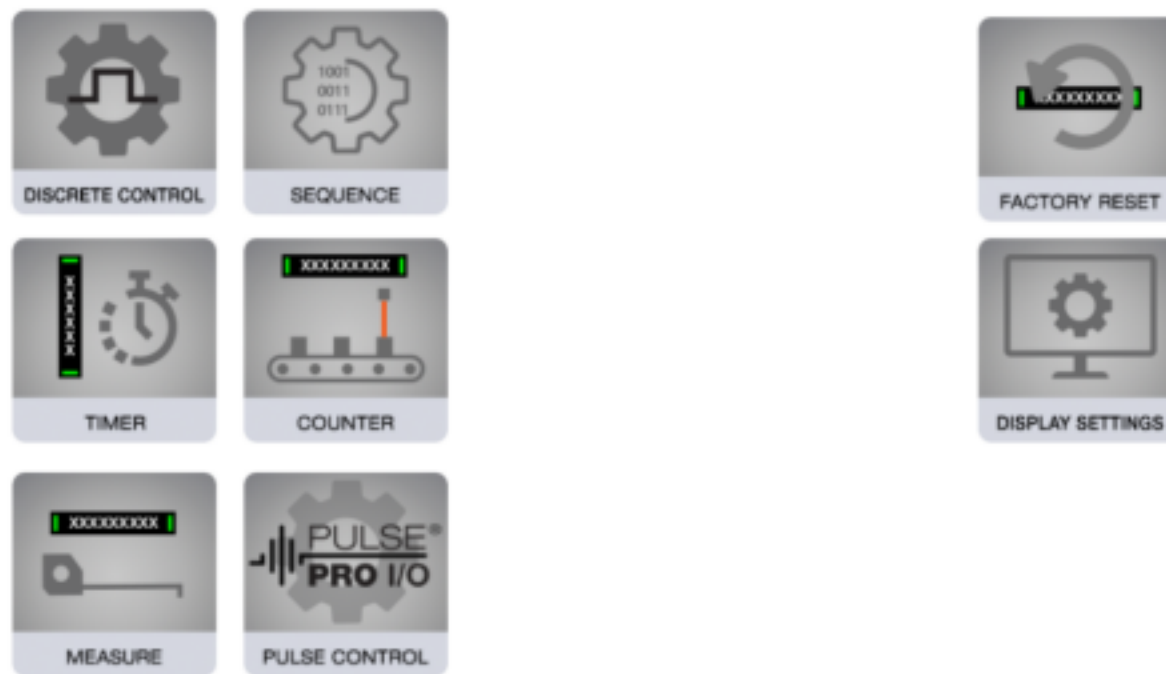 1001
0011
0111
XXXXXXXXX
DISCRETE CONTROL
SEQUENCE
FACTORY RESET
XXXXXXX
XXXXXXXXX
TIMER
COUNTER
DISPLAY SETTINGS
XXXXXXXXX
PULSE®
PRO I/O
MEASURE
PULSE CONTROL